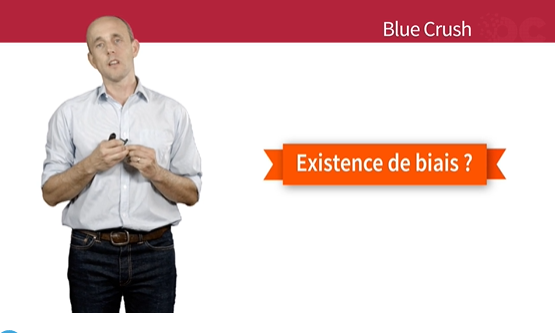 Blue Crush
Existence de biais ?